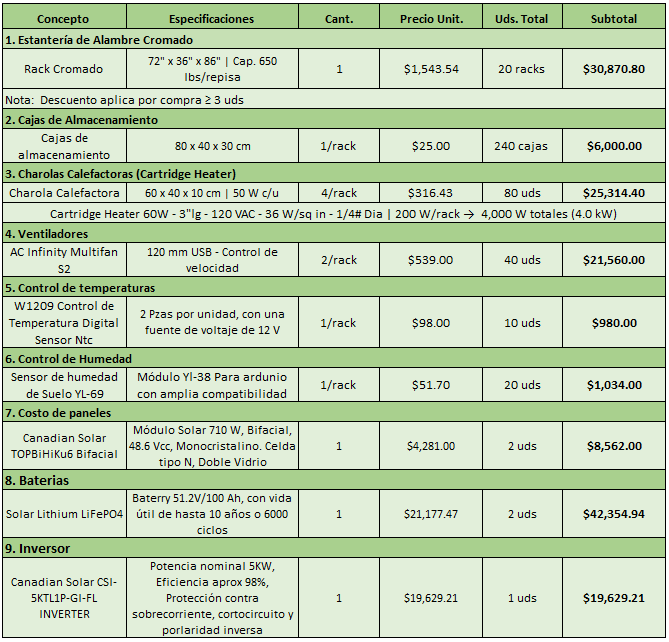 Concepto Especificaciones Cant. Precio Unit. Uds. Total Subtotal
1. Estantería de Alambre Cromado
Rack Cromado 72" x 36" x 86" | Cap. 650 lbs/repisa 1 $1,543.54 20 racks $30,870.80
Nota: Descuento aplica por compra ≥ 3 uds
2. Cajas de Almacenamiento
Cajas de almacenamiento 80 x 40 x 30 cm 1/rack $25.00 240 cajas $6,000.00
3. Charolas Calefactoras (Cartridge Heater)
Charola Calefactora 60 x 40 x 10 cm | 50 W c/u 4/rack $316.43 80 uds $25,314.40
Cartridge Heater 60W - 3"lg - 120 VAC - 36 W/sq in - 1/4# Dia | 200 W/rack → 4,000 W totales (4.0 kW)
4. Ventiladores
AC Infinity Multifan S2 120 mm USB - Control de velocidad 2/rack $539.00 40 uds $21,560.00
5. Control de temperaturas
W1209 Control de Temperatura Digital Sensor Ntc 2 Pzas por unidad, con una fuente de voltaje de 12 V 1/rack $98.00 10 uds $980.00
6. Control de Humedad
Sensor de humedad de Suelo YL-69 Módulo Yl-38 Para ardunio con amplia compatibilidad 1/rack $51.70 20 uds $1,034.00
7. Costo de paneles
Canadian Solar TOPBiHiKu6 Bifacial Módulo Solar 710 W, Bifacial, 48.6 Vcc, Monocristalino. Celda tipo N, Doble Vidrio 1 $4,281.00 2 uds $8,562.00
8. Baterias
Solar Lithium LiFePO4 Baterry 51.2V/100 Ah, con vida útil de hasta 10 años o 6000 ciclos 1 $21,177.47 2 uds $42,354.94
9. Inversor
Canadian Solar CSI-5KTL1P-GI-FL INVERTER Potencia nominal 5KW, Eficiencia aprox 98%, Protección contra sobrecorriente, cortocircuito y porlaridad inversa 1 $19,629.21 1 uds $19,629.21